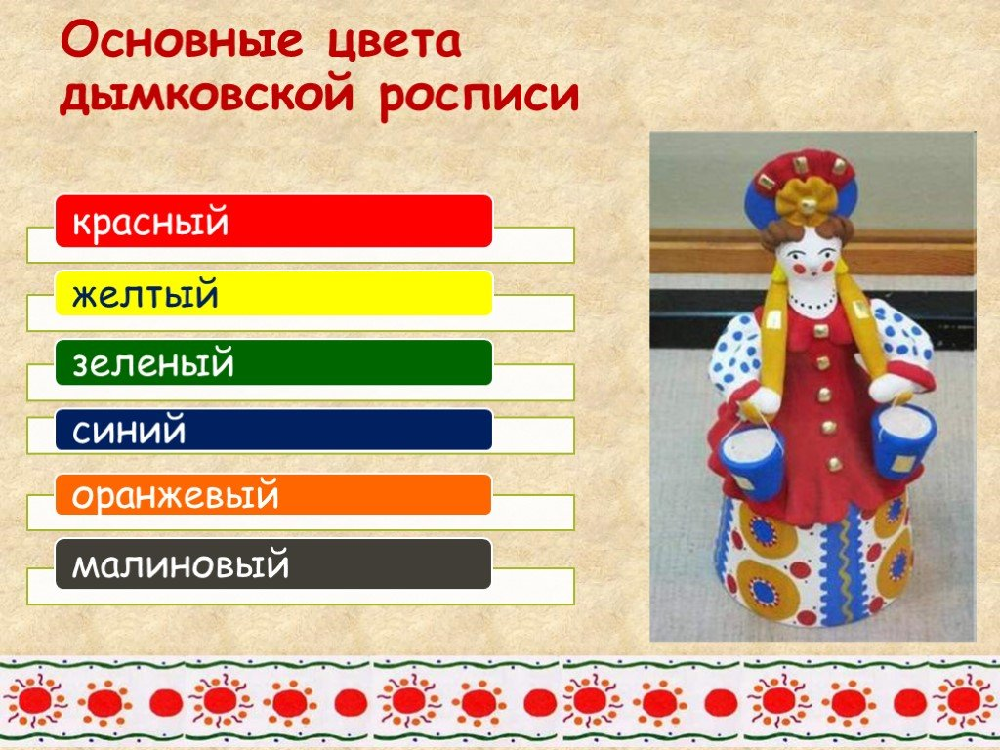 Основные цвета
дымковской росписи
красный
желтый
зеленый
синий
оранжевый
малиновый